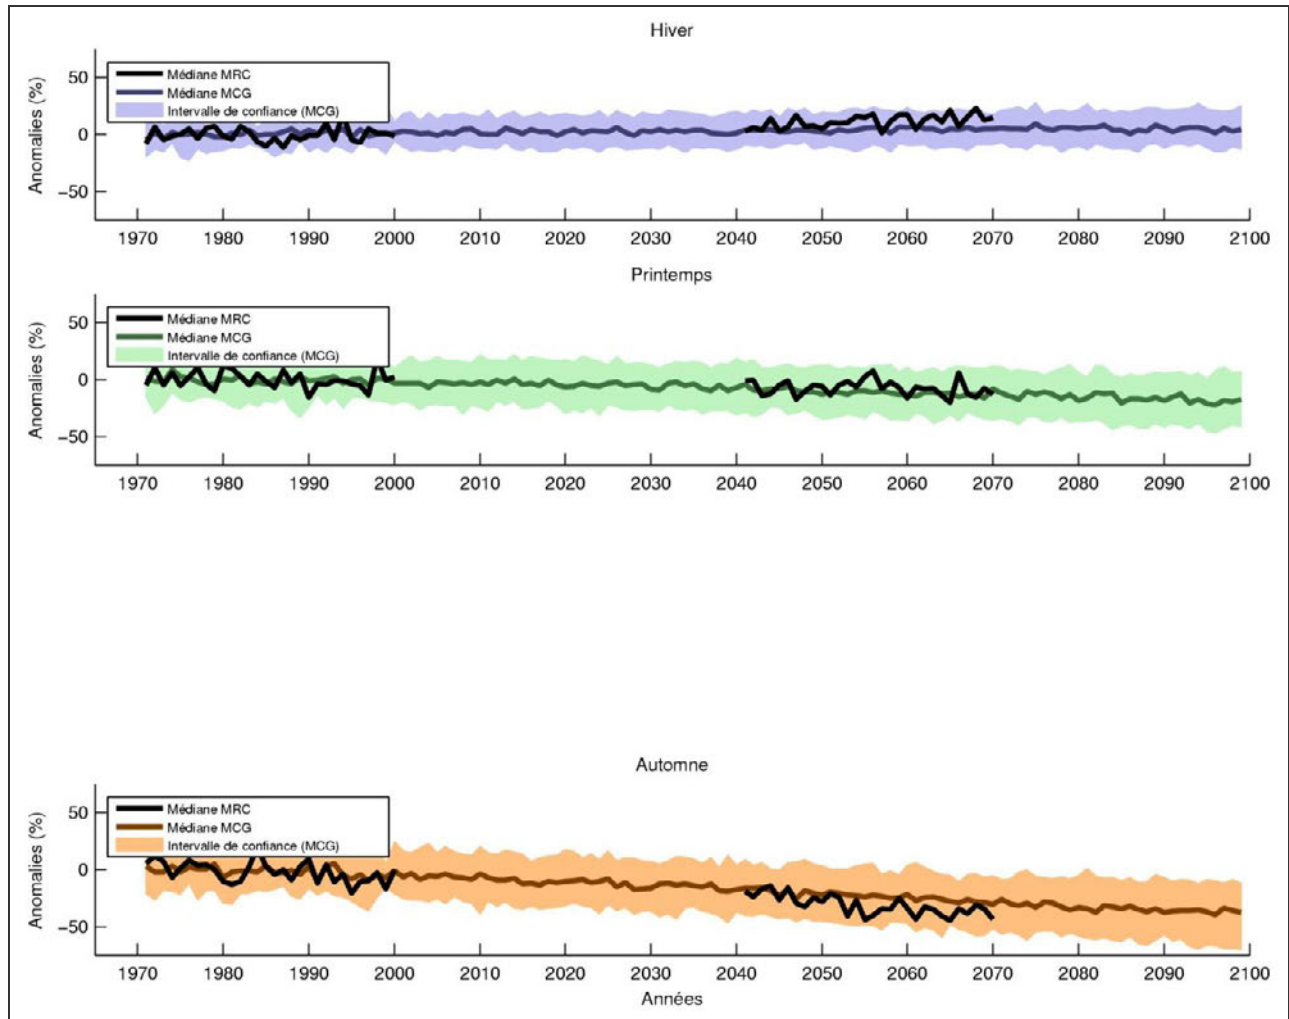 Hiver
Anomalies (%)
50
0
−50
Médiane MRC
Médiane MCG
Intervalle de confiance (MCG)
1970 1980 1990 2000 2010 2020 2030 2040 2050 2060 2070 2080 2090 2100
Printemps
Anomalies (%)
50
0
−50
Médiane MRC
Médiane MCG
Intervalle de confiance (MCG)
1970 1980 1990 2000 2010 2020 2030 2040 2050 2060 2070 2080 2090 2100
Automne
Anomalies (%)
50
0
−50
Médiane MRC
Médiane MCG
Intervalle de confiance (MCG)
1970 1980 1990 2000 2010 2020 2030 2040 2050 2060 2070 2080 2090 2100
Années